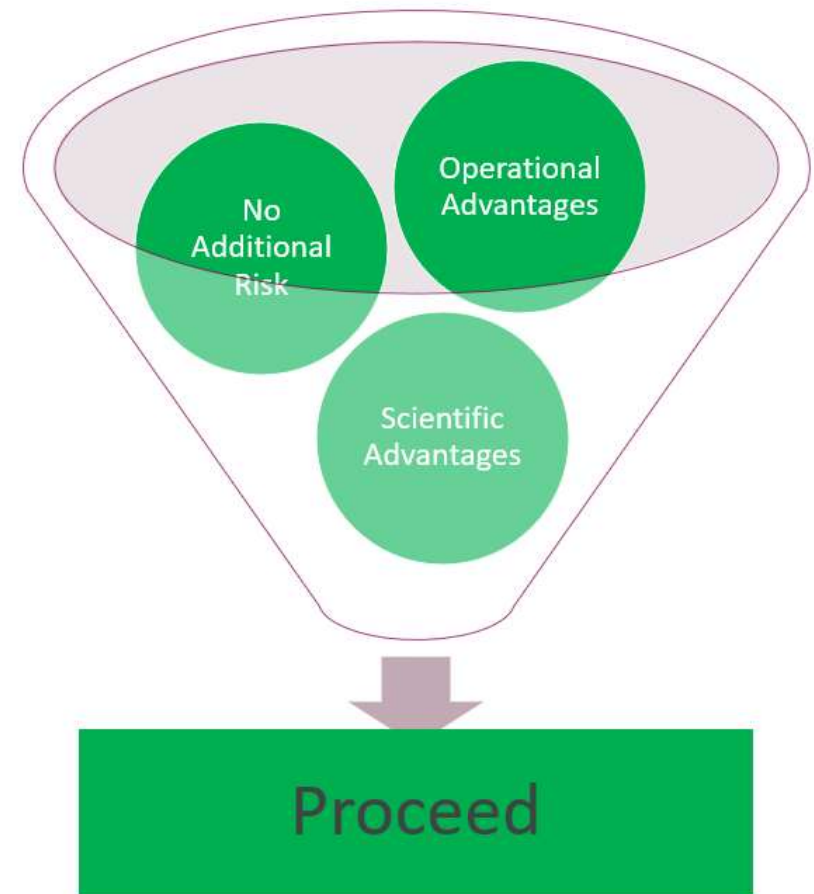 Operational
Advantages
No
Additional
Risk
Scientific
Advantages
Proceed